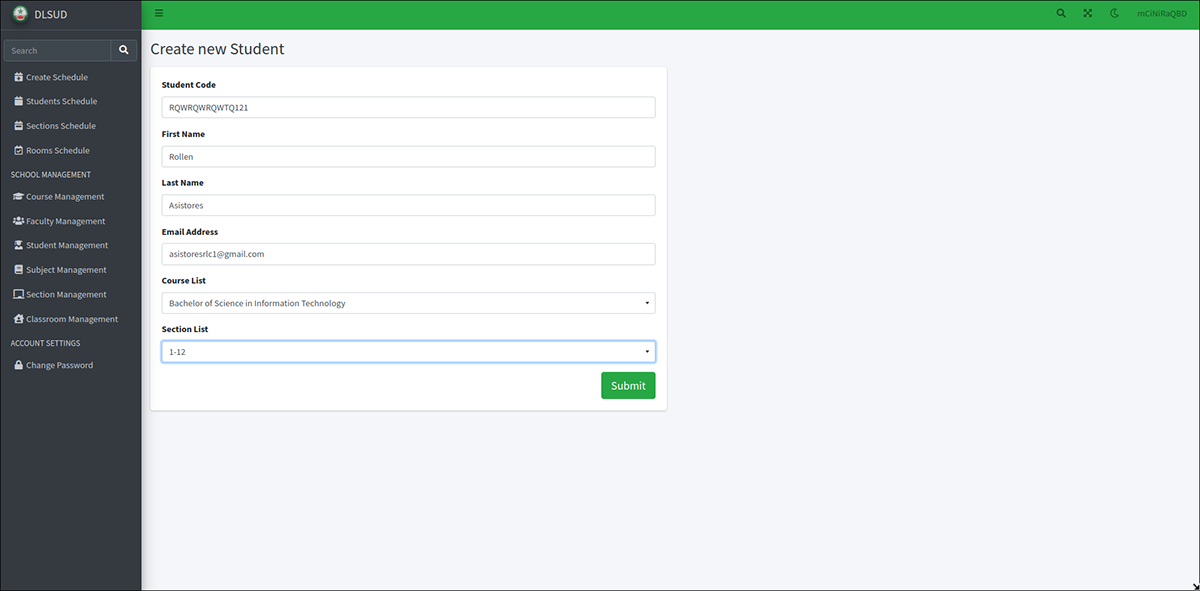 DLSUD
mCiNiRaQBD
Search
Create Schedule
Students Schedule
Sections Schedule
Rooms Schedule
SCHOOL MANAGEMENT
Course Management
Faculty Management
Student Management
Subject Management
Section Management
Classroom Management
ACCOUNT SETTINGS
Change Password
Create new Student
Student Code
RQWRQWRQWTQ121
First Name
Rollen
Last Name
Asistores
Email Address
asistoresrlc1@gmail.com
Course List
Bachelor of Science in Information Technology
Section List
1-12
Submit